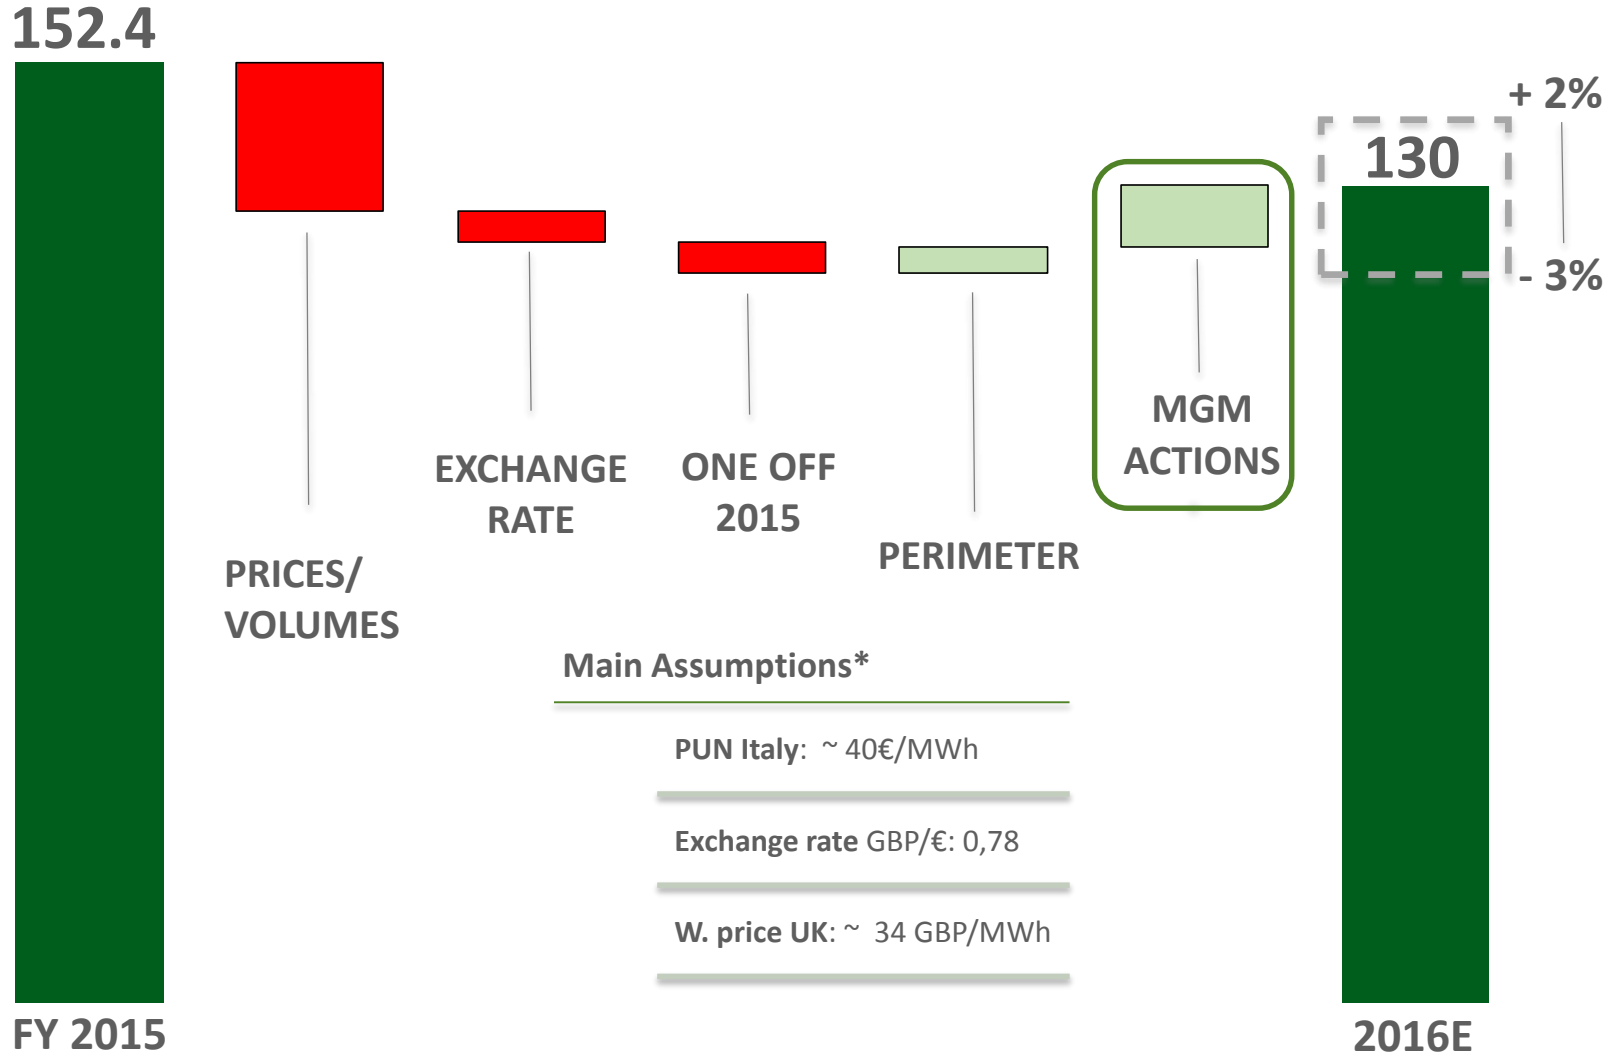 152.4
+ 2%
130
- 3%
MGM
ACTIONS
EXCHANGE
RATE
ONE OFF
2015
PERIMETER
PRICES/
VOLUMES
Main Assumptions*
PUN Italy: ~ 40€/MWh
Exchange rate GBP/€: 0,78
W. price UK: ~ 34 GBP/MWh
FY 2015
2016E